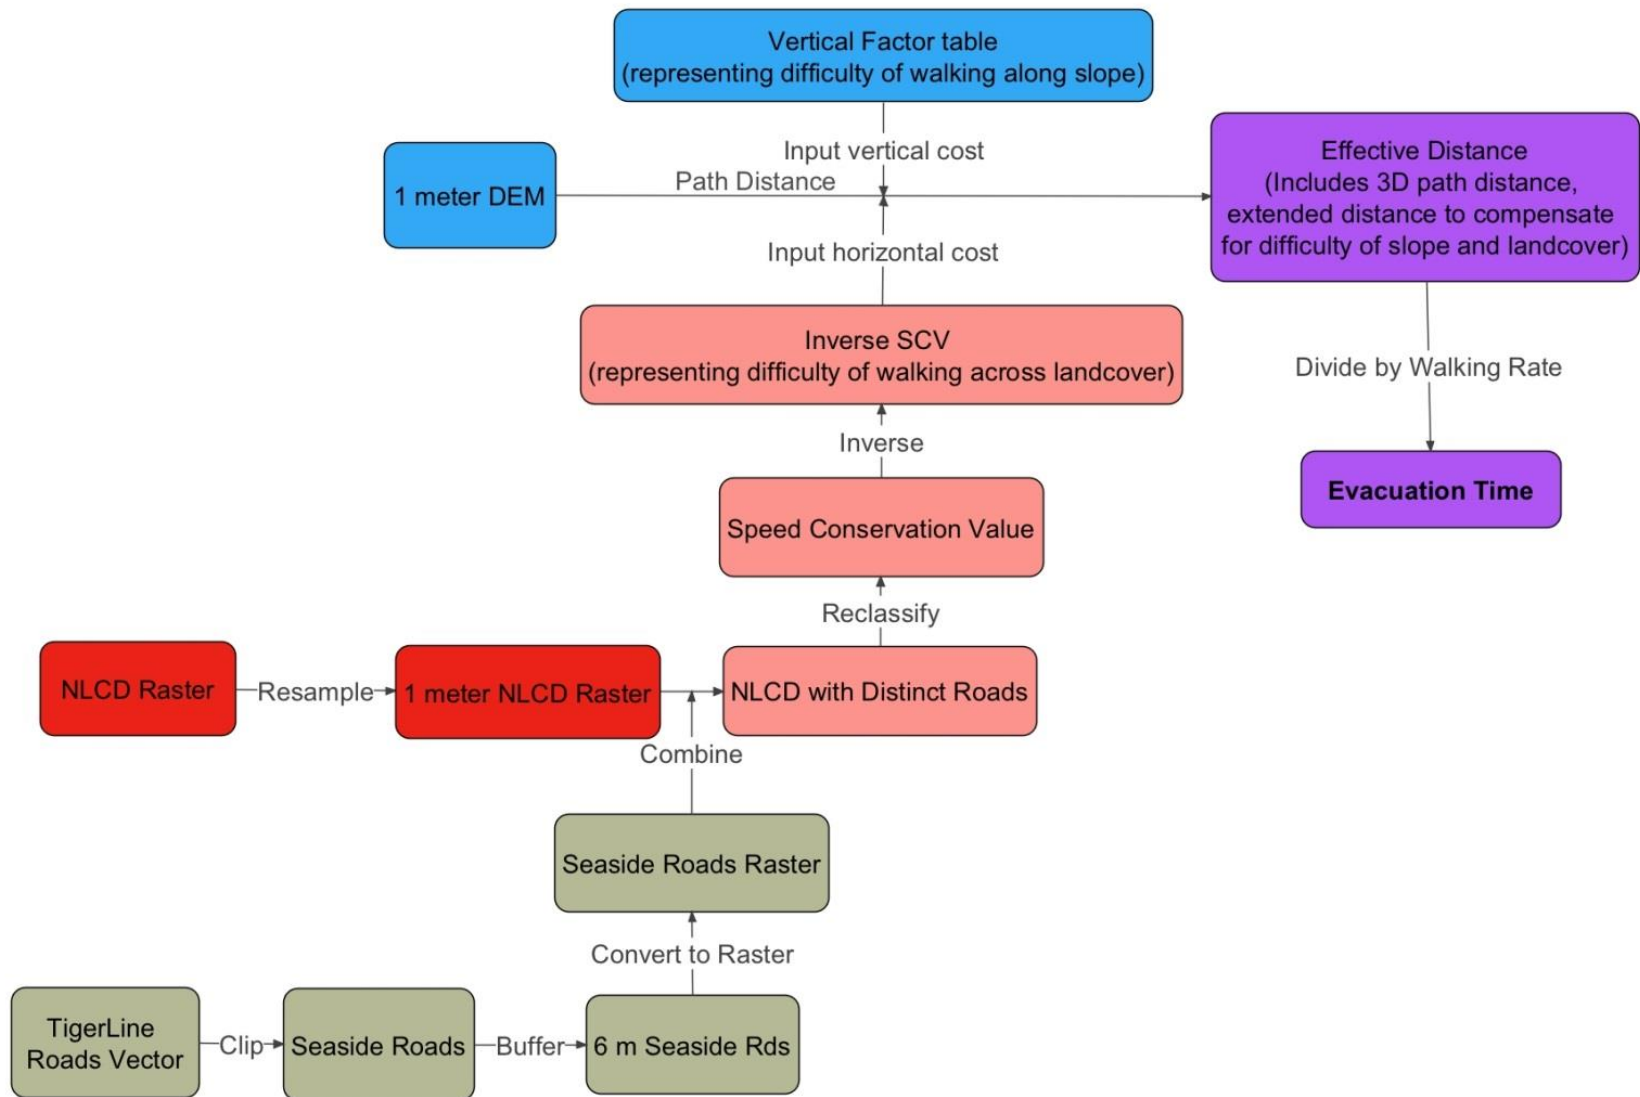 Vertical Factor table
(representing difficulty of walking along slope)
Input vertical cost
1 meter DEM
Path Distance
Effective Distance
(Includes 3D path distance,
extended distance to compensate
for difficulty of slope and landcover)
Input horizontal cost
Inverse SCV
(representing difficulty of walking across landcover)
Divide by Walking Rate
Inverse
Evacuation Time
Speed Conservation Value
Reclassify
NLCD Raster
Resample
1 meter NLCD Raster
NLCD with Distinct Roads
Combine
Seaside Roads Raster
Convert to Raster
TigerLine
Roads Vector
Clip
Seaside Roads
Buffer
6 m Seaside Rds